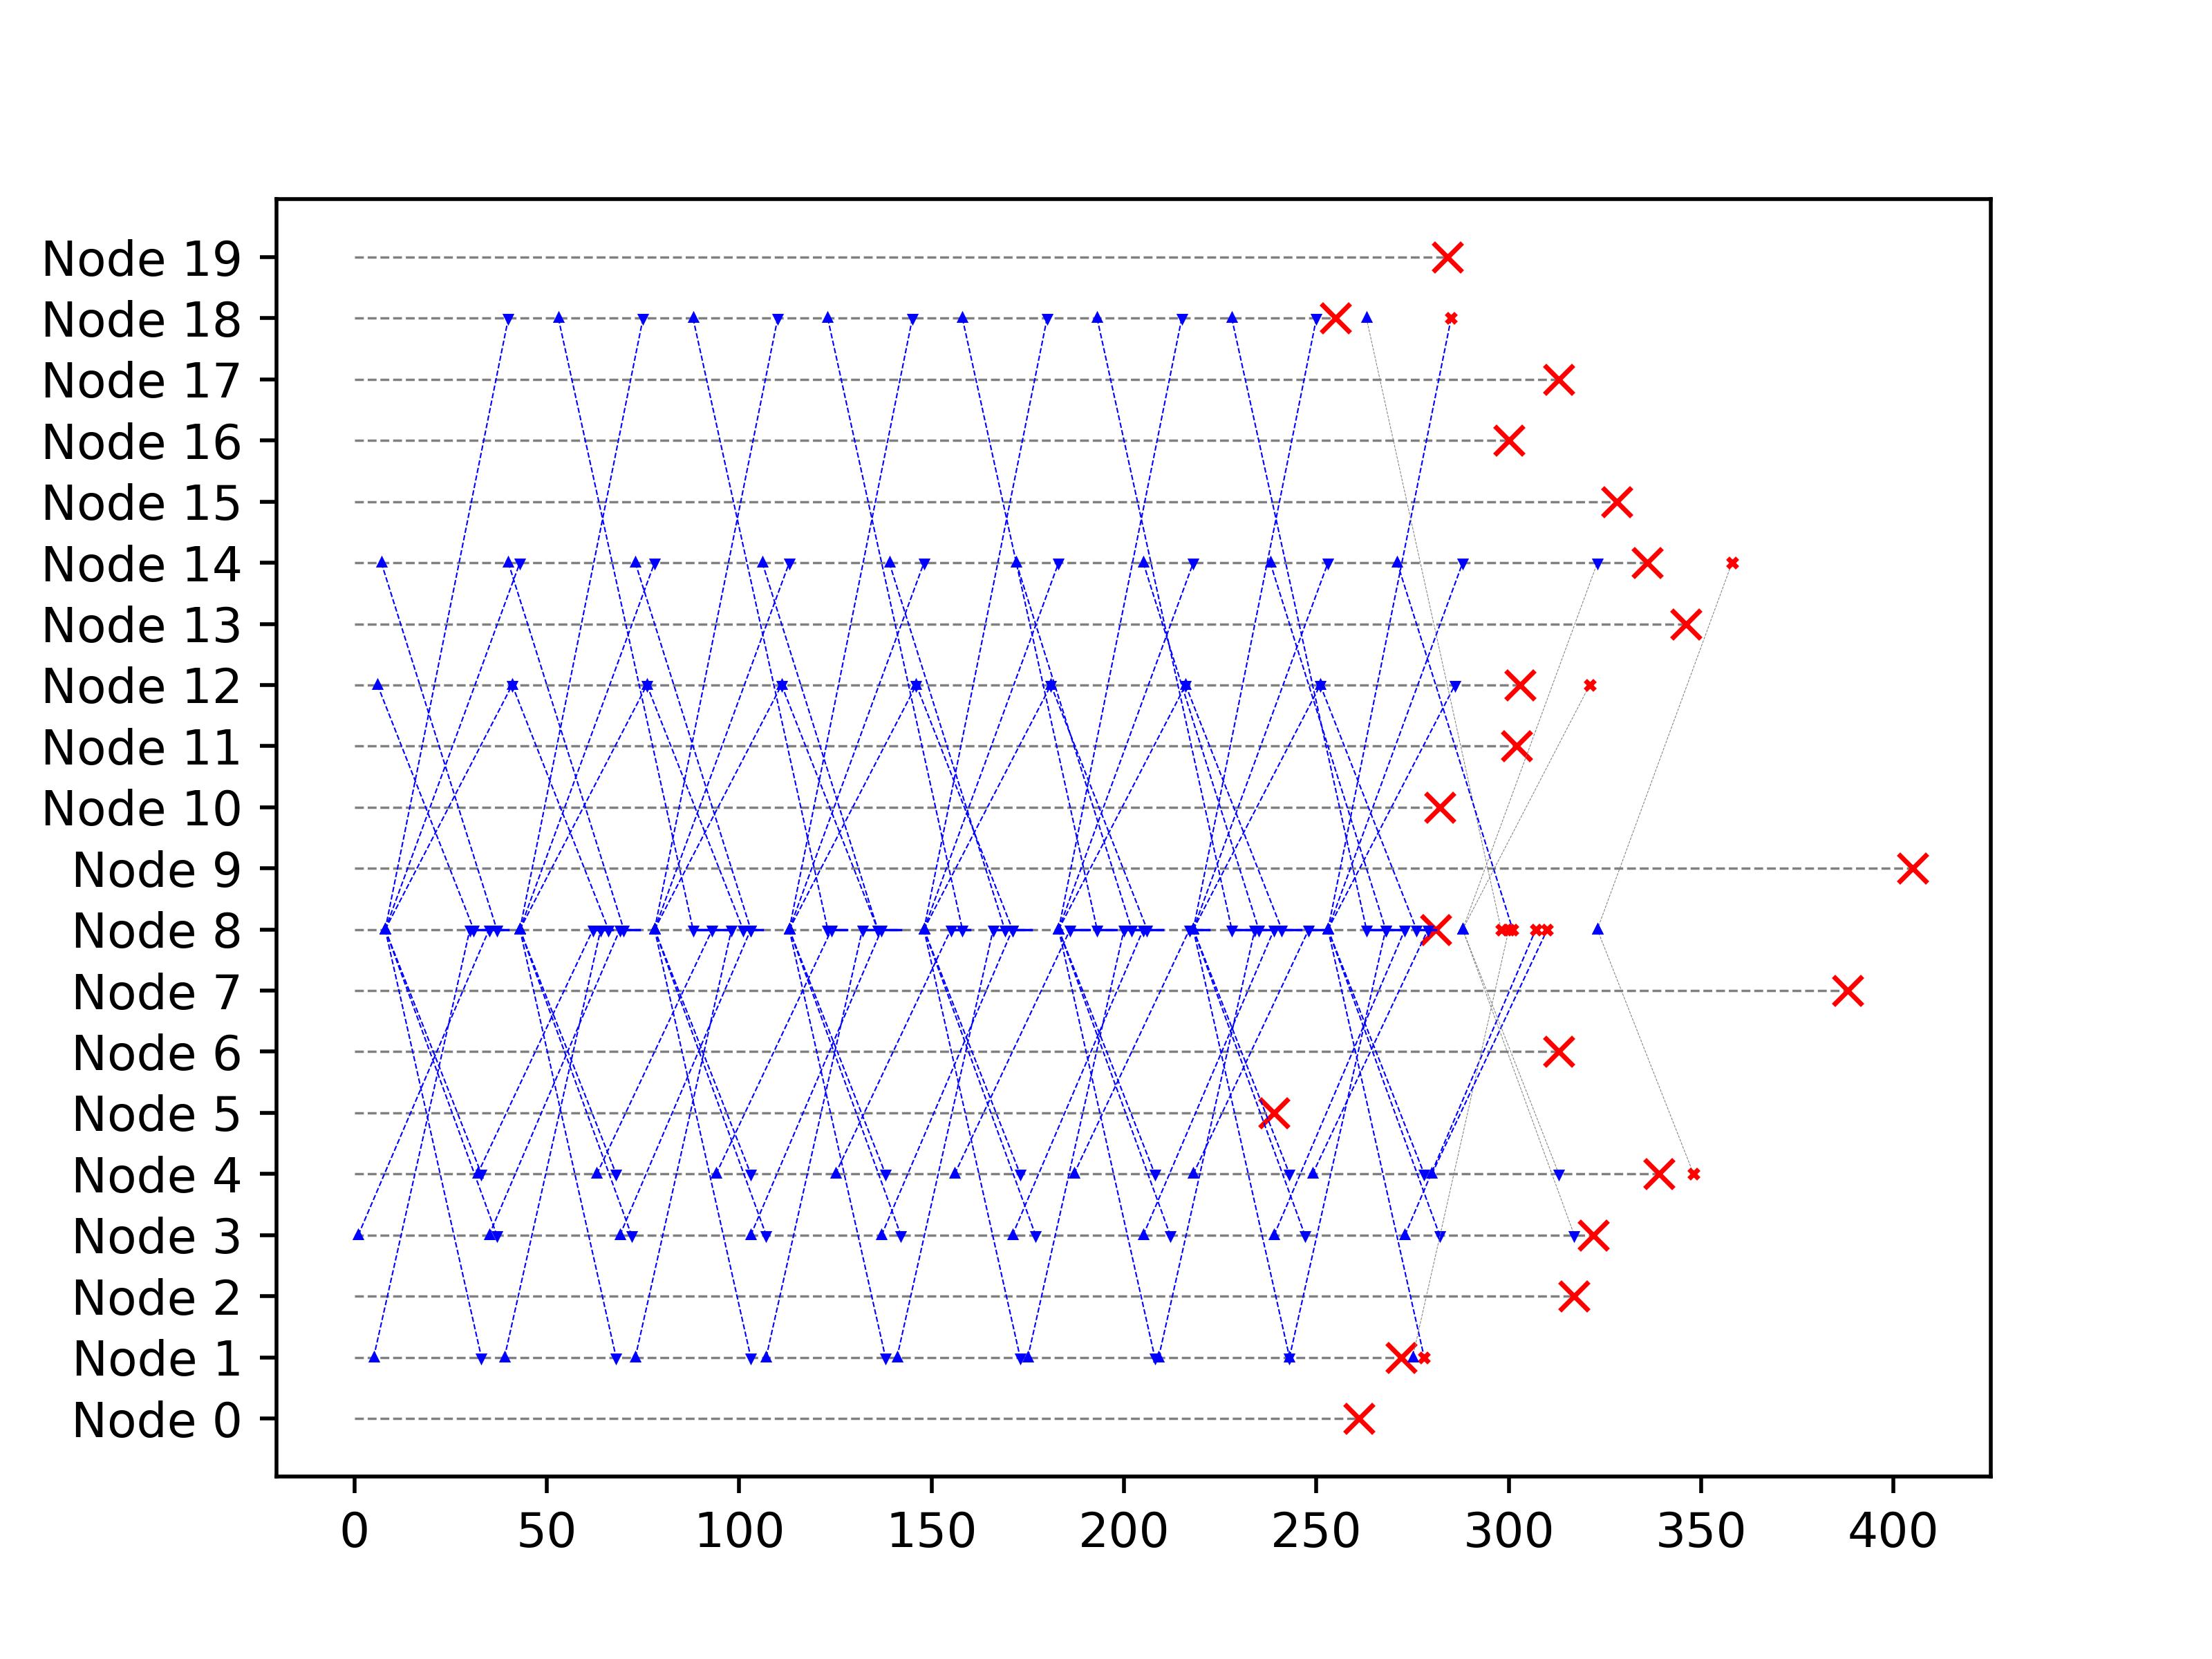 Node 19
Node 18
Node 17
Node 16
Node 15
Node 14
Node 13
Node 12
Node 11
Node 10
Node 9
Node 8
Node 7
Node 6
Node 5
Node 4
Node 3
Node 2
Node 1
Node 0
0 50 100 150 200 250 300 350 400